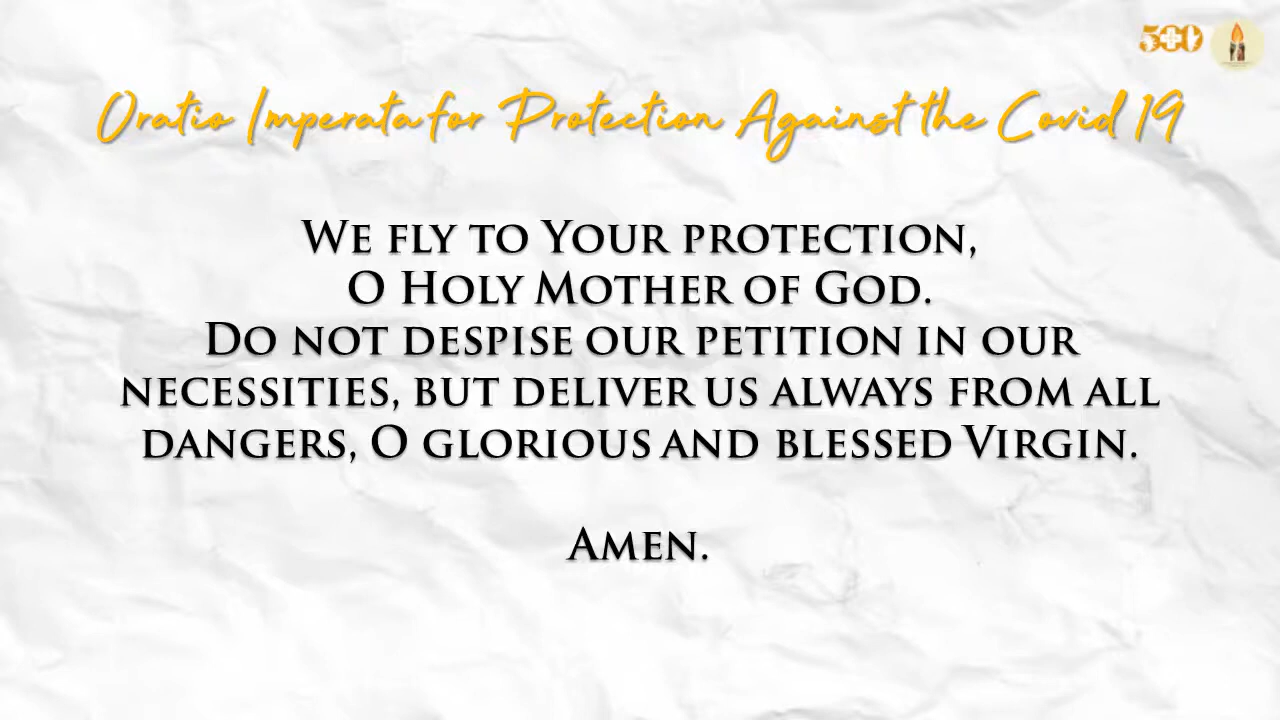 500
Oratio Imperata for Protection Against the Covid 19
We fly to Your protection,
O Holy Mother of God.
Do not despise our petition in our
necessities, but deliver us always from all
dangers, O glorious and blessed Virgin.
Amen.